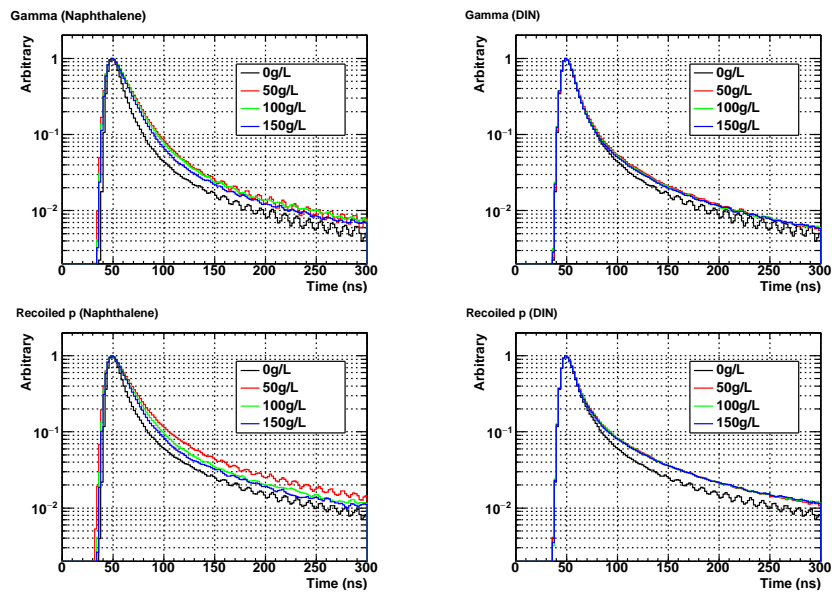 Gamma (Naphthalene)
Arbitrary
1
10⁻¹
10⁻²
0g/L
50g/L
100g/L
150g/L
0 50 100 150 200 250 300
Time (ns)
Gamma (DIN)
Arbitrary
1
10⁻¹
10⁻²
0g/L
50g/L
100g/L
150g/L
0 50 100 150 200 250 300
Time (ns)
Recoiled p (Naphthalene)
Arbitrary
1
10⁻¹
10⁻²
0g/L
50g/L
100g/L
150g/L
0 50 100 150 200 250 300
Time (ns)
Recoiled p (DIN)
Arbitrary
1
10⁻¹
10⁻²
0g/L
50g/L
100g/L
150g/L
0 50 100 150 200 250 300
Time (ns)